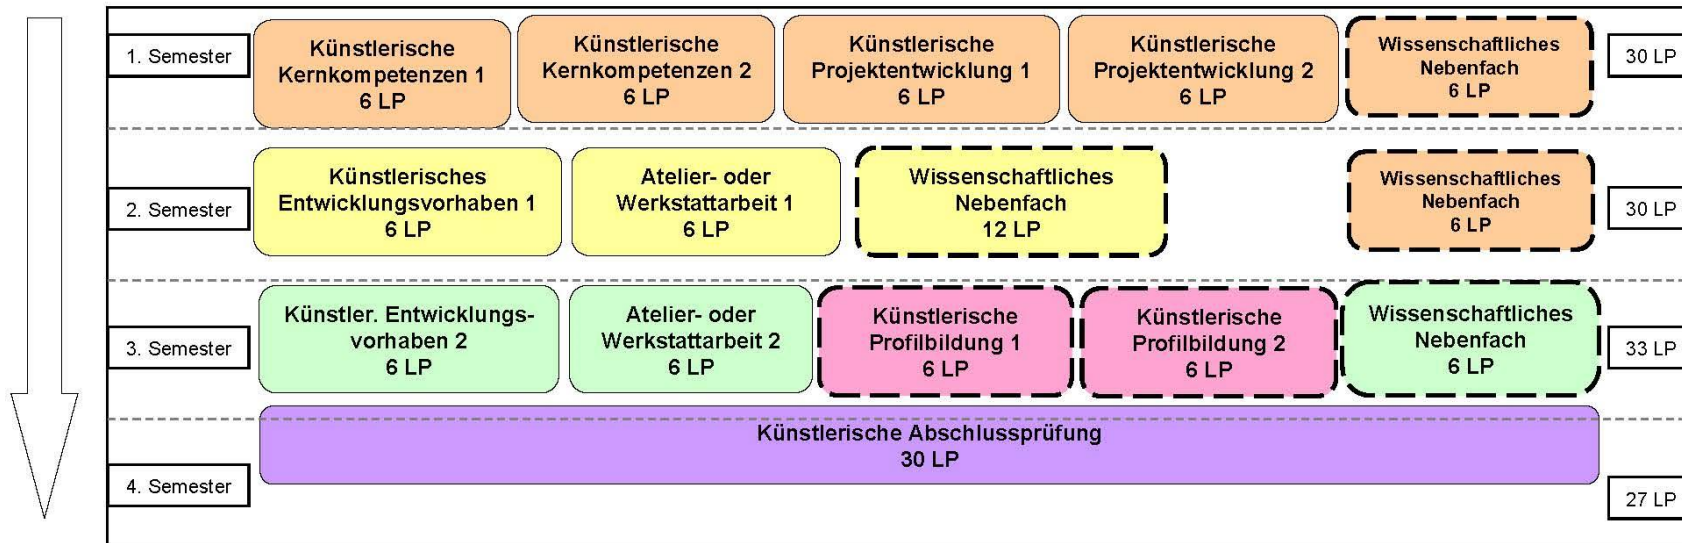 1. Semester
Künstlerische
Kernkompetenzen 1
6 LP
Künstlerische
Kernkompetenzen 2
6 LP
Künstlerische
Projektentwicklung 1
6 LP
Künstlerische
Projektentwicklung 2
6 LP
Wissenschaftliches
Nebenfach
6 LP
30 LP
2. Semester
Künstlerisches
Entwicklungsvorhaben 1
6 LP
Atelier- oder
Werkstattarbeit 1
6 LP
Wissenschaftliches
Nebenfach
12 LP
Wissenschaftliches
Nebenfach
6 LP
30 LP
3. Semester
Künstler. Entwicklungs-
vorhaben 2
6 LP
Atelier- oder
Werkstattarbeit 2
6 LP
Künstlerische
Profilbildung 1
6 LP
Künstlerische
Profilbildung 2
6 LP
Wissenschaftliches
Nebenfach
6 LP
33 LP
Künstlerische Abschlussprüfung
30 LP
4. Semester
27 LP